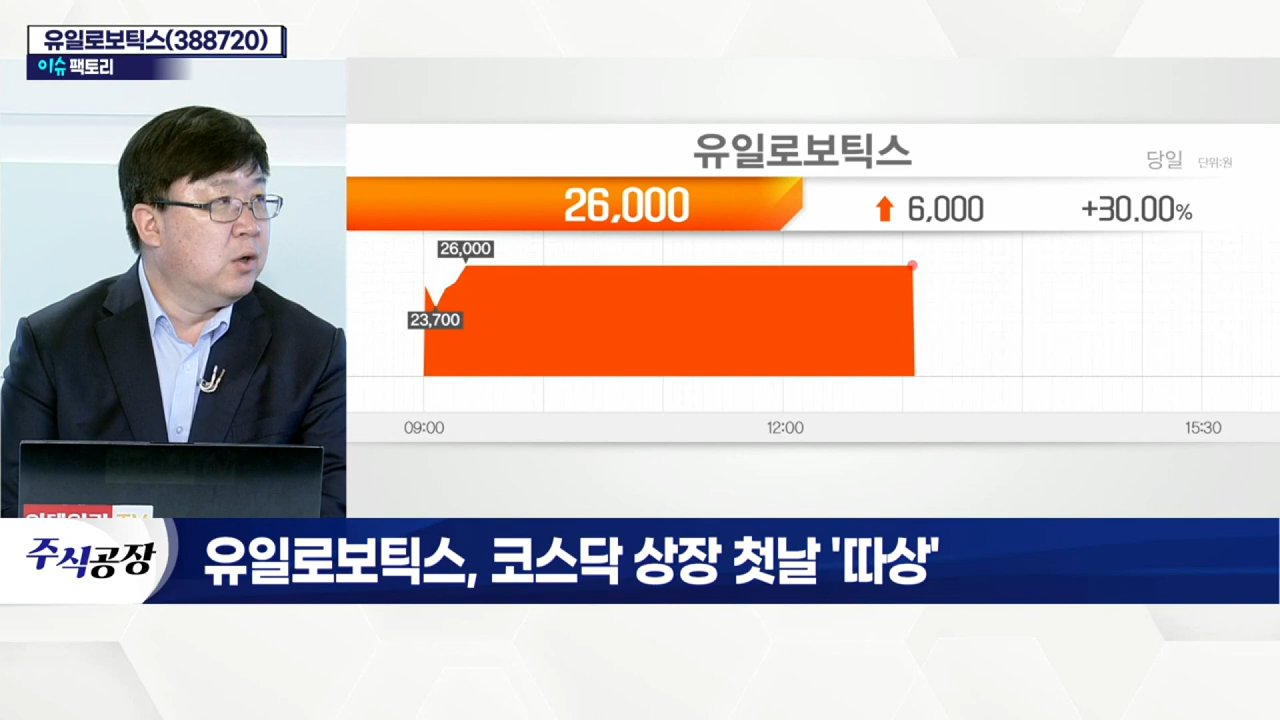 유일로보틱스(388720)
이슈 팩토리
유일로보틱스
당일 단위:원
26,000 6,000 +30.00%
26,000
23,700
09:00 12:00 15:30
주식공장
유일로보틱스, 코스닥 상장 첫날 '따상'